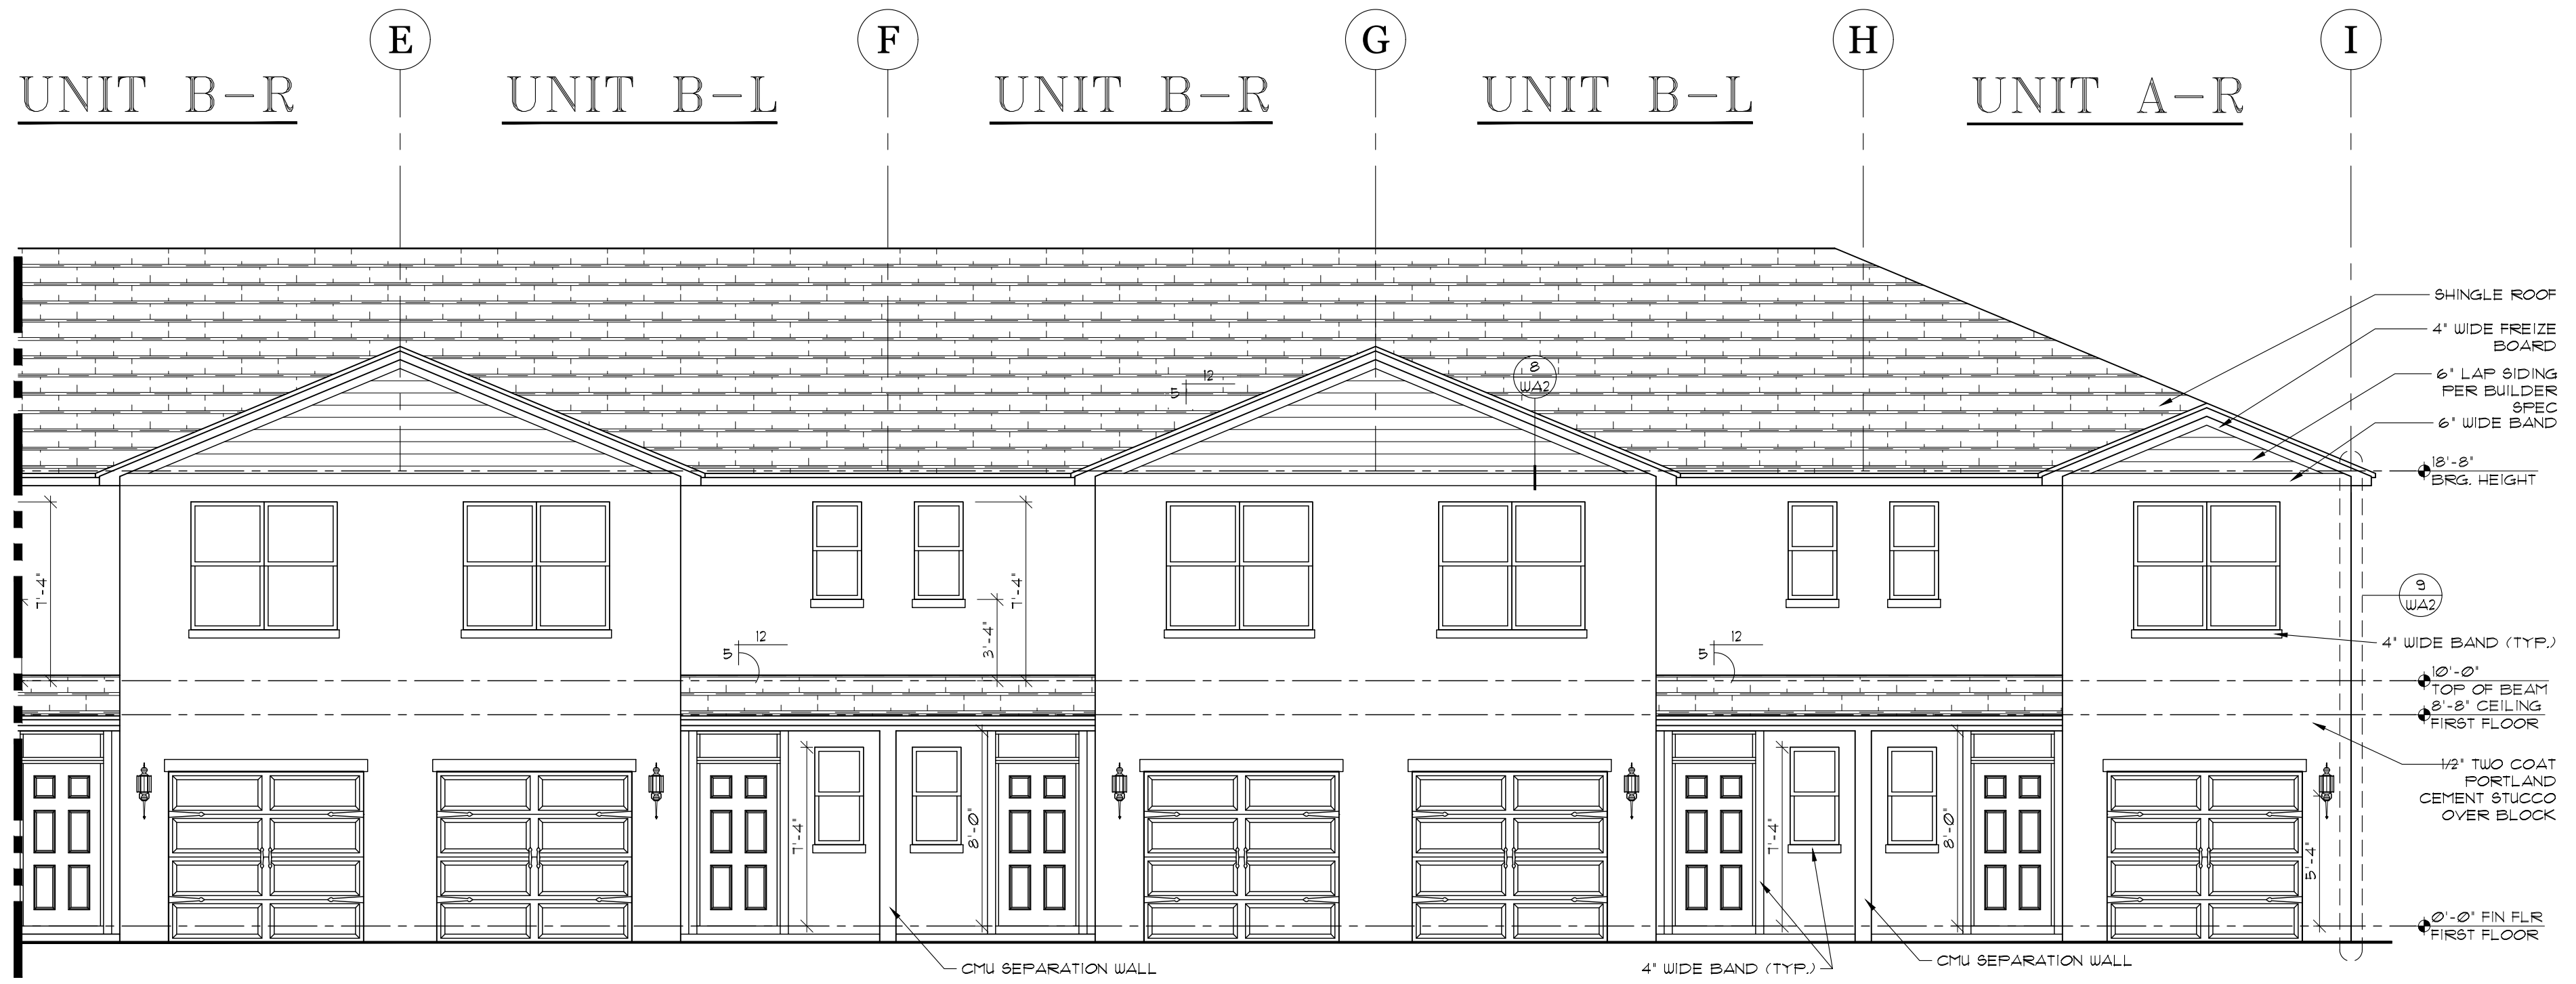 E
F
G
H
I
UNIT B-R
UNIT B-L
UNIT B-R
UNIT B-L
UNIT A-R
SHINGLE ROOF
4" WIDE FREIZE
BOARD
6" LAP SIDING
PER BUILDER
SPEC
6" WIDE BAND
12
5
8
WA2
18'-8"
BRG. HEIGHT
7'-4"
7'-4"
3'-4"
12
5
12
5
9
WA2
4" WIDE BAND (TYP.)
10'-0"
TOP OF BEAM
8'-8" CEILING
FIRST FLOOR
1/2" TWO COAT
PORTLAND
CEMENT STUCCO
OVER BLOCK
7'-4"
8'-0"
7'-4"
8'-0"
5'-4"
0'-0" FIN FLR
FIRST FLOOR
CMU SEPARATION WALL
4" WIDE BAND (TYP.)
CMU SEPARATION WALL